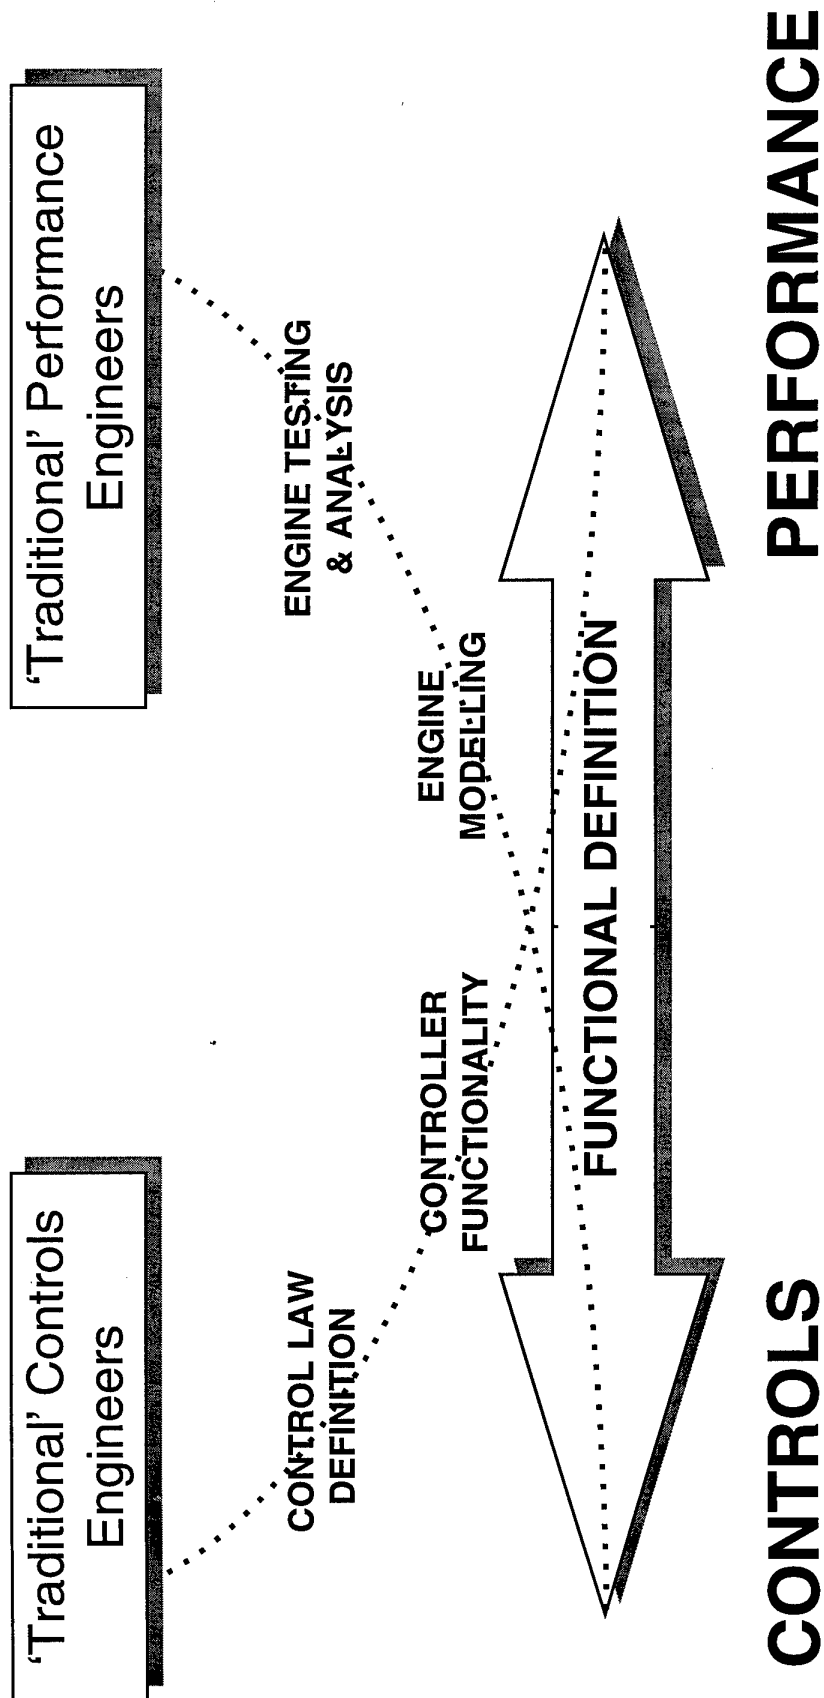 'Traditional' Controls
Engineers
'Traditional' Performance
Engineers
CONTROL LAW
DEFINITION
ENGINE TESTING
& ANALYSIS
CONTROLLER
FUNCTIONALITY
ENGINE
MODELLING
FUNCTIONAL DEFINITION
CONTROLS
PERFORMANCE